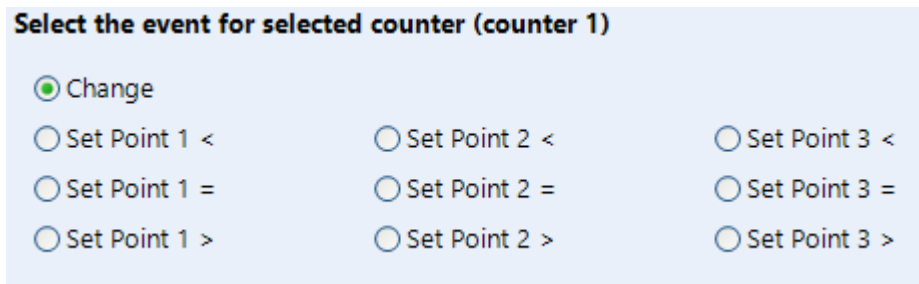 Select the event for selected counter (counter 1)
Change
Set Point 1 < Set Point 2 < Set Point 3 <
Set Point 1 = Set Point 2 = Set Point 3 =
Set Point 1 > Set Point 2 > Set Point 3 >